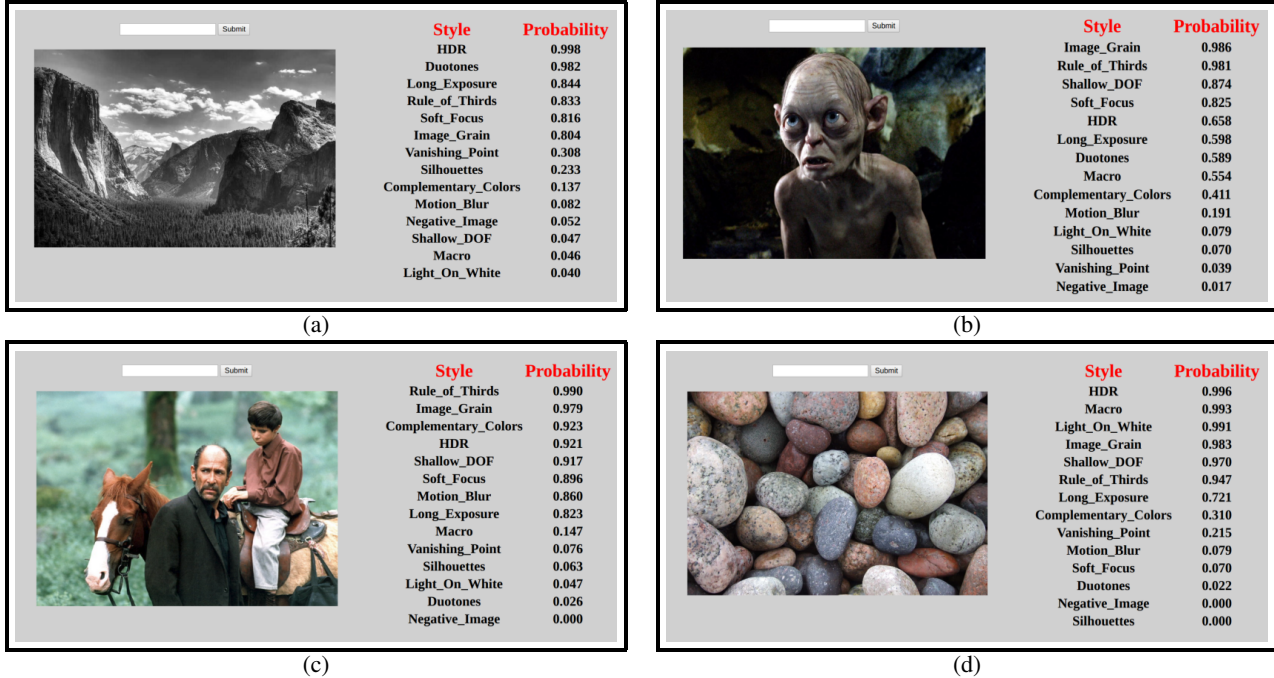 Submit
Style Probability
HDR 0.998
Duotones 0.982
Long_Exposure 0.844
Rule_of_Thirds 0.833
Soft_Focus 0.816
Image_Grain 0.804
Vanishing_Point 0.308
Silhouettes 0.233
Complementary_Colors 0.137
Motion_Blur 0.082
Negative_Image 0.052
Shallow_DOF 0.047
Macro 0.046
Light_On_White 0.040
(a)
Submit
Style Probability
Image_Grain 0.986
Rule_of_Thirds 0.981
Shallow_DOF 0.874
Soft_Focus 0.825
HDR 0.658
Long_Exposure 0.598
Duotones 0.589
Macro 0.554
Complementary_Colors 0.411
Motion_Blur 0.191
Light_On_White 0.079
Silhouettes 0.070
Vanishing_Point 0.039
Negative_Image 0.017
(b)
Submit
Style Probability
Rule_of_Thirds 0.990
Image_Grain 0.979
Complementary_Colors 0.923
HDR 0.921
Shallow_DOF 0.917
Soft_Focus 0.896
Motion_Blur 0.860
Long_Exposure 0.823
Macro 0.147
Vanishing_Point 0.076
Silhouettes 0.063
Light_On_White 0.047
Duotones 0.026
Negative_Image 0.000
(c)
Submit
Style Probability
HDR 0.996
Macro 0.993
Light_On_White 0.991
Image_Grain 0.983
Shallow_DOF 0.970
Rule_of_Thirds 0.947
Long_Exposure 0.721
Complementary_Colors 0.310
Vanishing_Point 0.215
Motion_Blur 0.079
Soft_Focus 0.070
Duotones 0.022
Negative_Image 0.000
Silhouettes 0.000
(d)